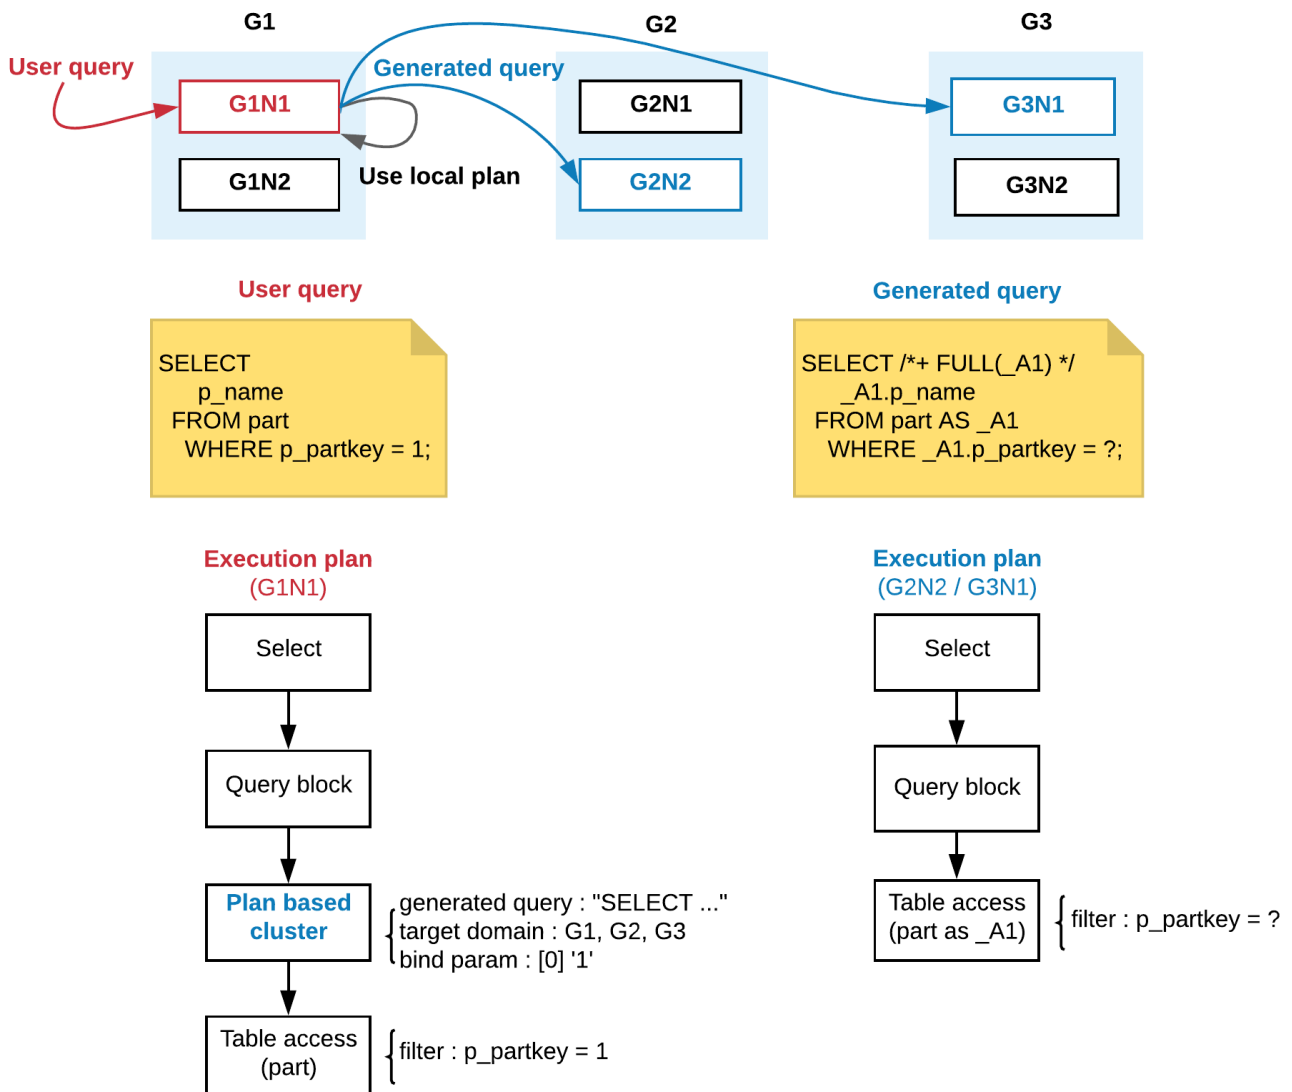 G1
G2
G3
User query
Generated query
G1N1
G2N1
G3N1
Use local plan
G1N2
G2N2
G3N2
User query
SELECT
p_name
FROM part
WHERE p_partkey = 1;
Generated query
SELECT /*+ FULL(_A1) */
_A1.p_name
FROM part AS _A1
WHERE _A1.p_partkey = ?;
Execution plan
(G1N1)
Select
Query block
Plan based
cluster
generated query : "SELECT ..."
target domain : G1, G2, G3
bind param : [0] '1'
Table access
(part)
filter : p_partkey = 1
Execution plan
(G2N2 / G3N1)
Select
Query block
Table access
(part as _A1)
filter : p_partkey = ?